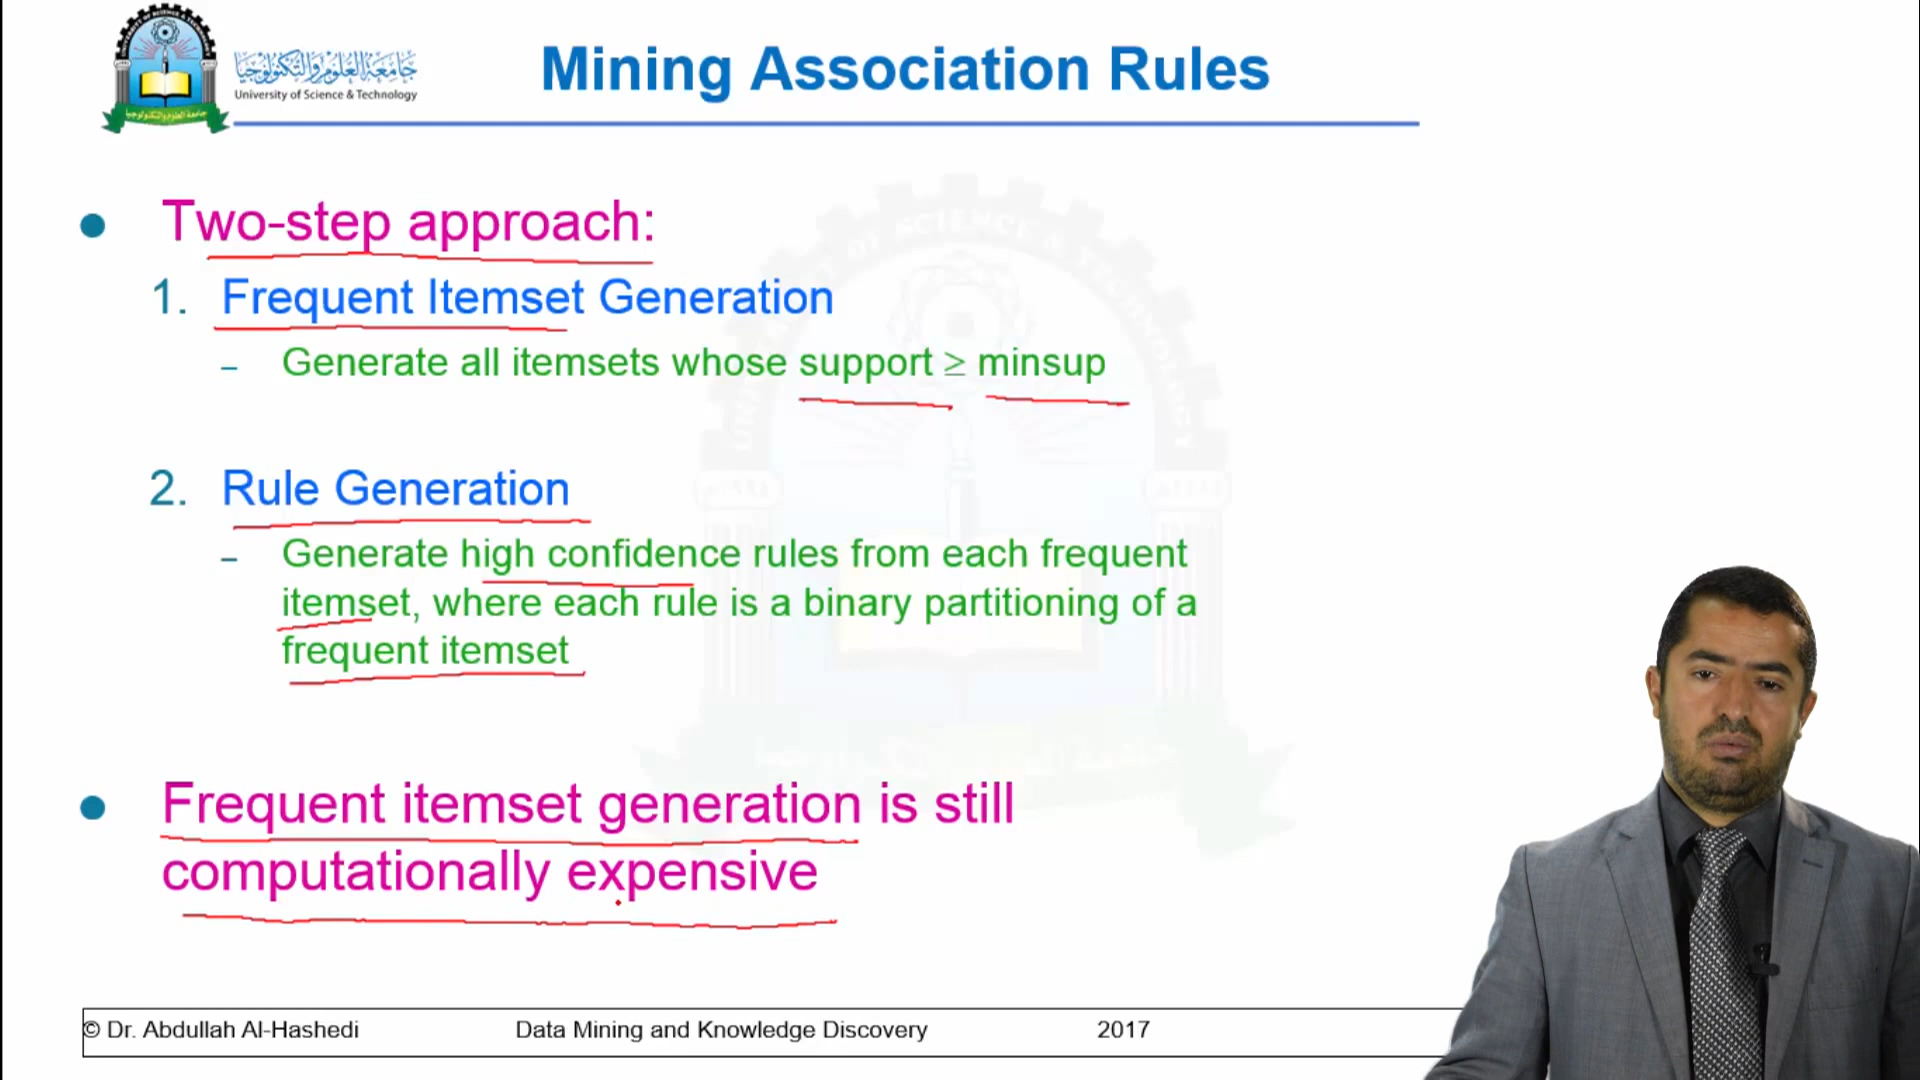 جامعة العلوم والتكنولوجيا
University of Science & Technology
Mining Association Rules
Two-step approach:
1. Frequent Itemset Generation
– Generate all itemsets whose support ≥ minsup
2. Rule Generation
– Generate high confidence rules from each frequent
itemset, where each rule is a binary partitioning of a
frequent itemset
Frequent itemset generation is still
computationally expensive
© Dr. Abdullah Al-Hashedi Data Mining and Knowledge Discovery 2017